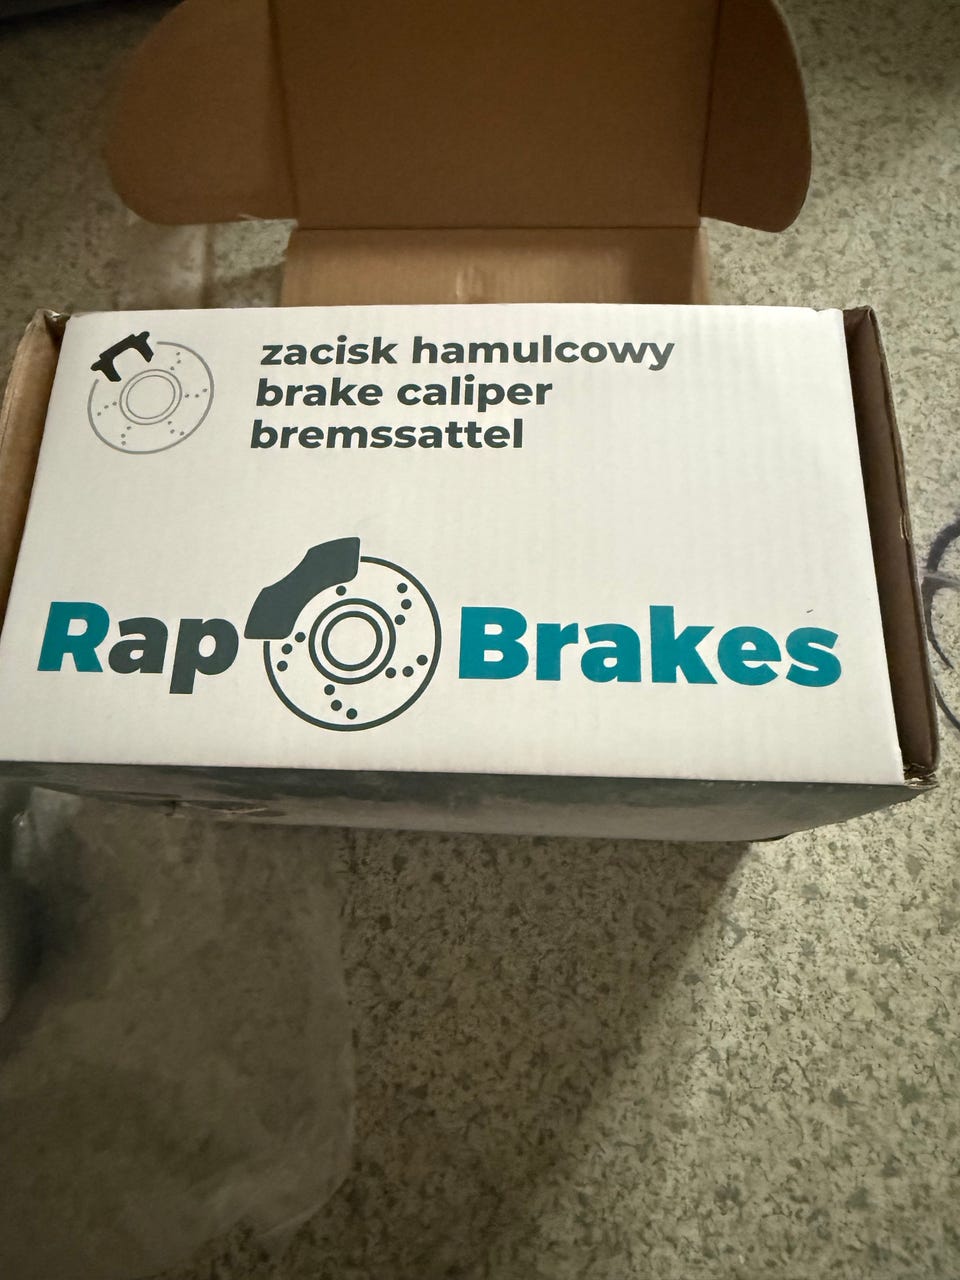 zacisk hamulcowy
brake caliper
bremssattel
Rap Brakes